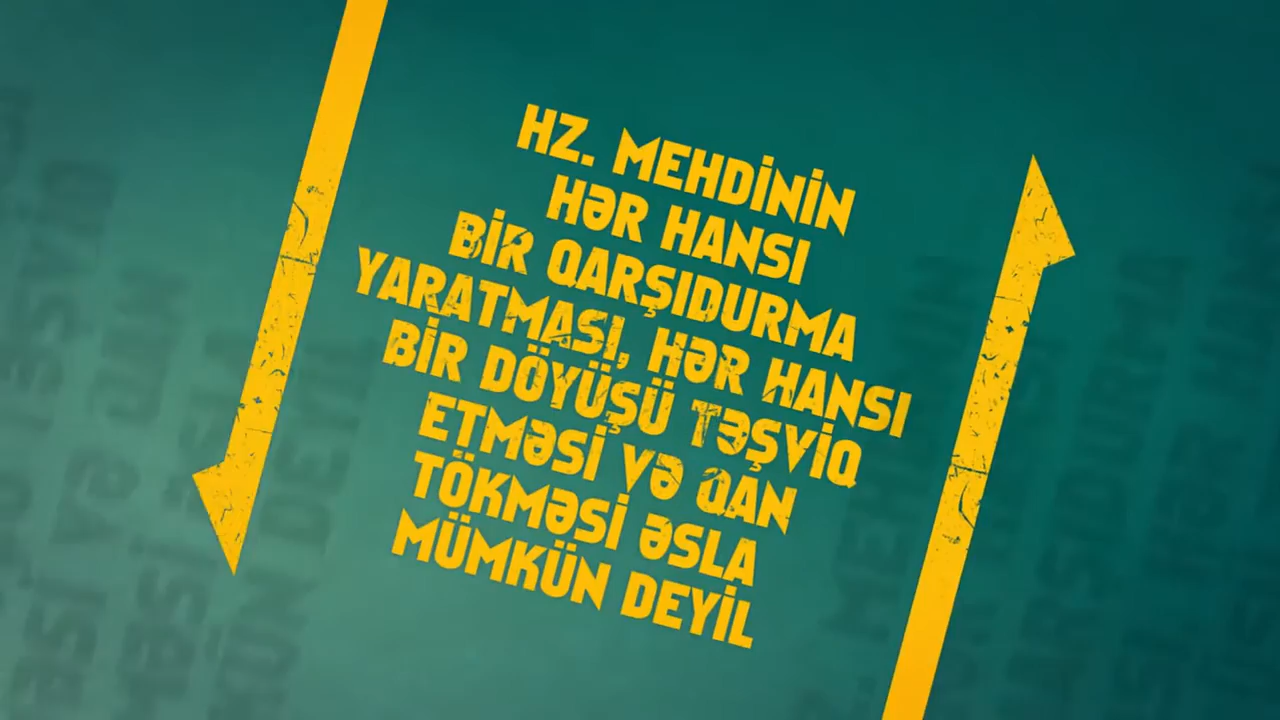 HZ. MEHDİNİN
HƏR HANSI
BİR QARŞIDURMA
YARATMASI, HƏR HANSI
BİR DÖYÜŞÜ TƏŞVİQ
ETMƏSİ VƏ QAN
TÖKMƏSİ ƏSLA
MÜMKÜN DEYİL